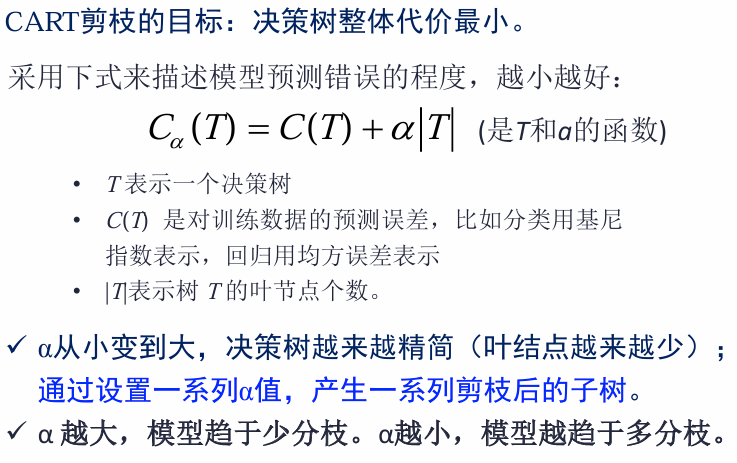 CART剪枝的目标：决策树整体代价最小。
采用下式来描述模型预测错误的程度，越小越好：
Cα(T) = C(T) + α|T| (是T和a的函数)
• T 表示一个决策树
• C(T) 是对训练数据的预测误差，比如分类用基尼
指数表示，回归用均方误差表示
• |T|表示树 T 的叶节点个数。
✓ α从小变到大，决策树越来越精简（叶结点越来越少）；
通过设置一系列α值，产生一系列剪枝后的子树。
✓ α 越大，模型趋于少分枝。α越小，模型越趋于多分枝。